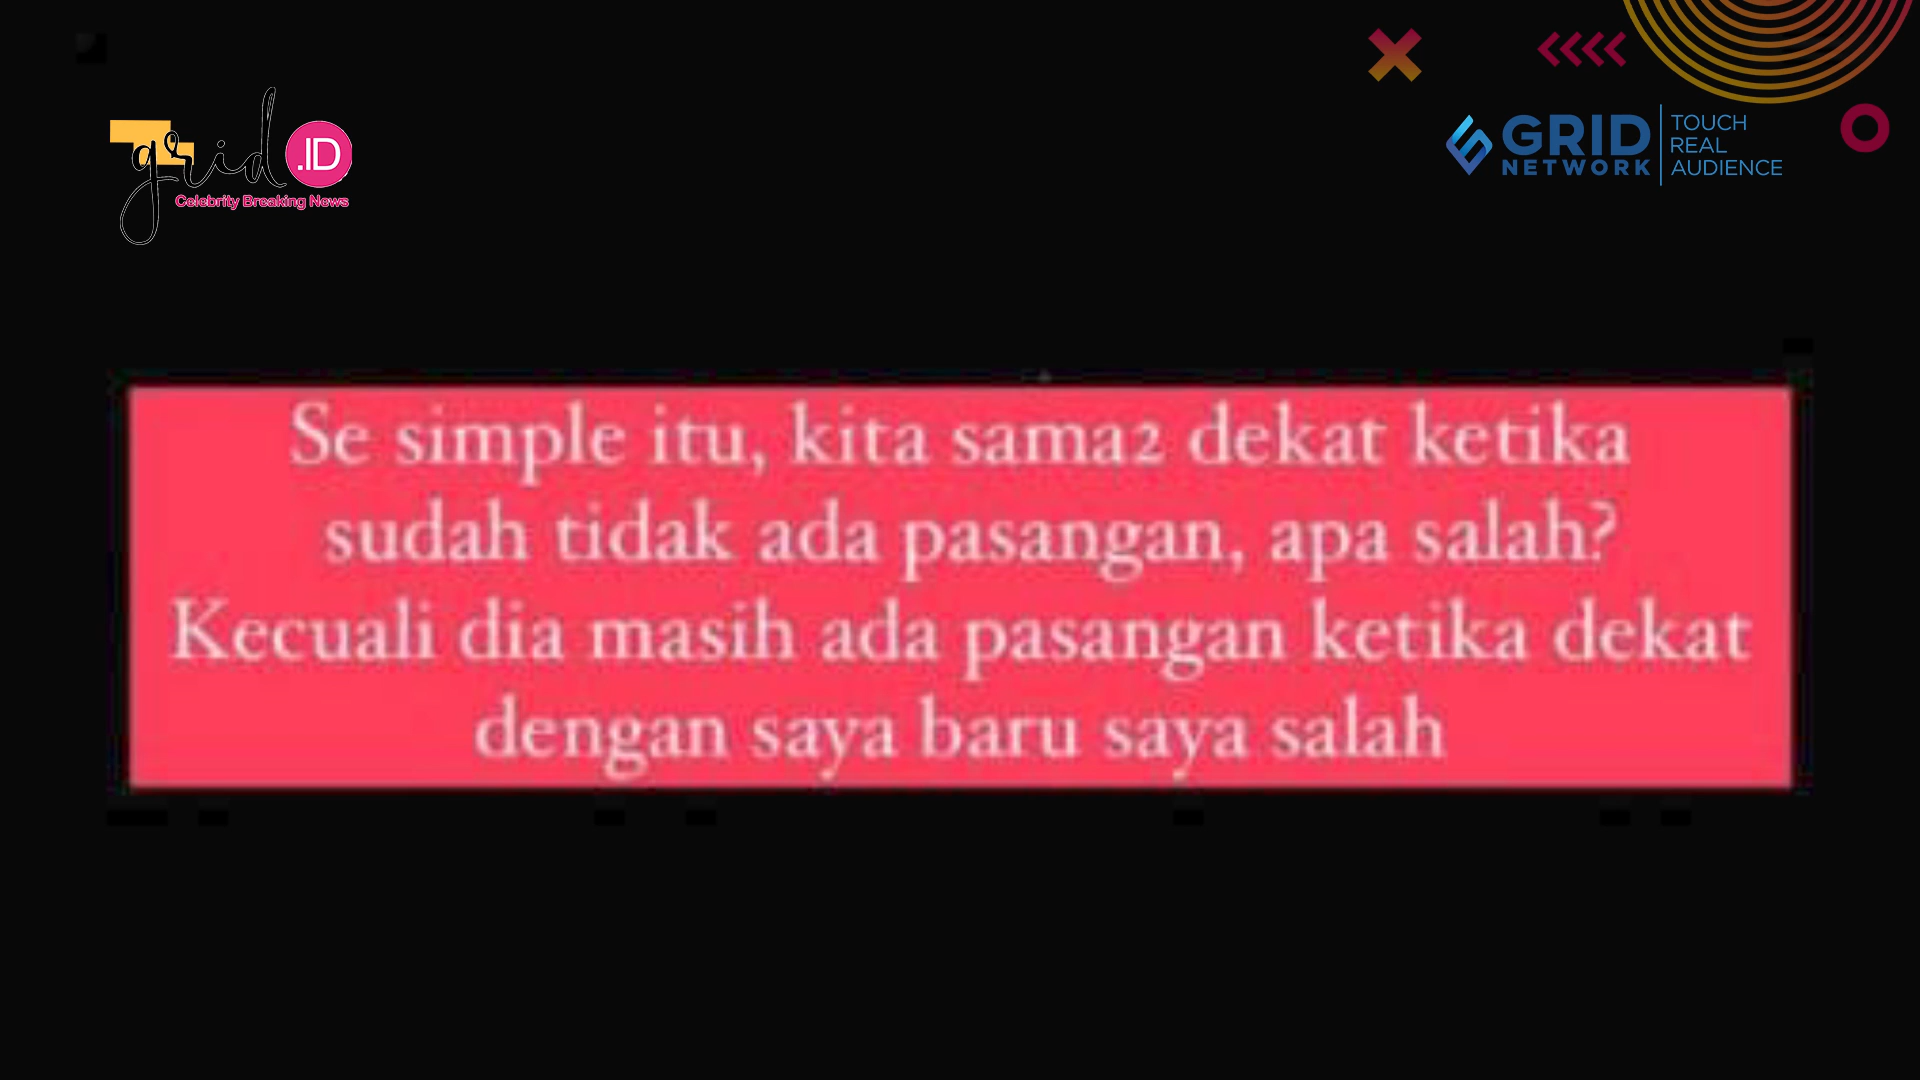 grid .ID
Celebrity Breaking News
GRID
NETWORK
TOUCH
REAL
AUDIENCE
Se simple itu, kita sama2 dekat ketika
sudah tidak ada pasangan, apa salah?
Kecuali dia masih ada pasangan ketika dekat
dengan saya baru saya salah